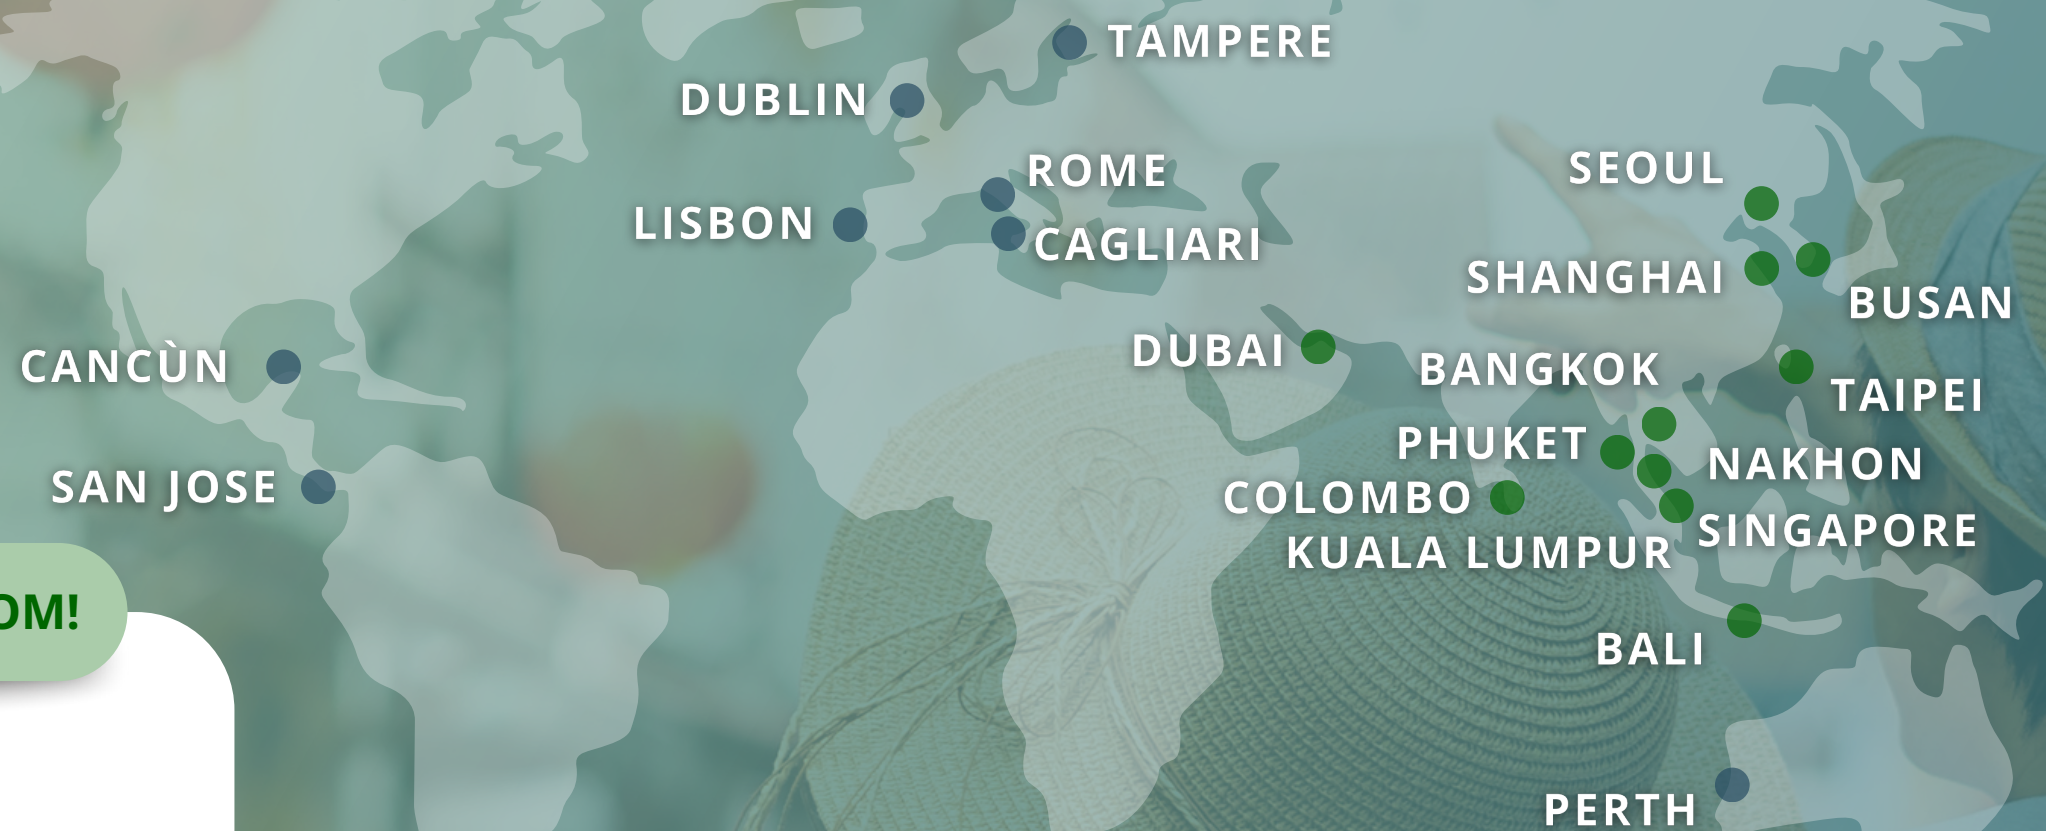 TAMPERE
DUBLIN
ROME
SEOUL
LISBON
CAGLIARI
SHANGHAI
BUSAN
DUBAI
CANCÙN
BANGKOK
TAIPEI
PHUKET
NAKHON
SAN JOSE
COLOMBO
SINGAPORE
KUALA LUMPUR
OM!
BALI
PERTH